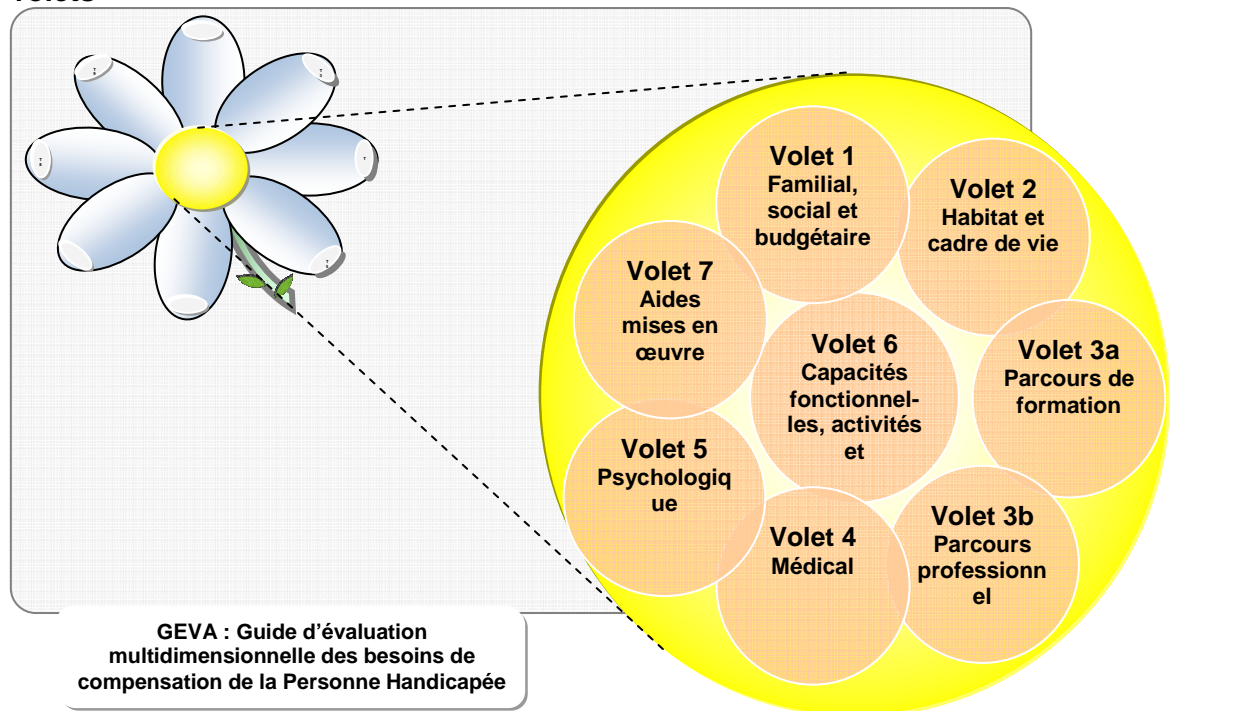 Volet 1
Familial,
social et
budgétaire
Volet 2
Habitat et
cadre de vie
Volet 7
Aides
mises en
œuvre
Volet 6
Capacités
fonctionnel-
les, activités
et
Volet 3a
Parcours de
formation
Volet 5
Psychologiq
ue
Volet 4
Médical
Volet 3b
Parcours
professionn
el
GEVA : Guide d’évaluation
multidimensionnelle des besoins de
compensation de la Personne Handicapée